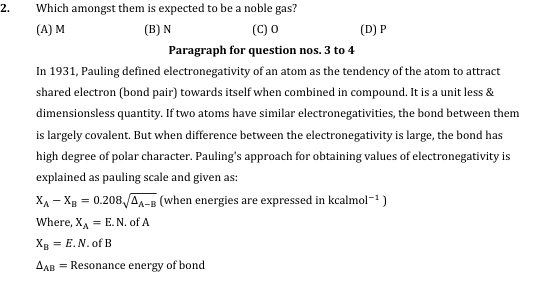 2. Which amongst them is expected to be a noble gas?
(A) M (B) N (C) O (D) P
Paragraph for question nos. 3 to 4
In 1931, Pauling defined electronegativity of an atom as the tendency of the atom to attract
shared electron (bond pair) towards itself when combined in compound. It is a unit less &
dimensionsless quantity. If two atoms have similar electronegativities, the bond between them
is largely covalent. But when difference between the electronegativity is large, the bond has
high degree of polar character. Pauling's approach for obtaining values of electronegativity is
explained as pauling scale and given as:
X_A − X_B = 0.208√Δ_A−B (when energies are expressed in kcalmol⁻¹ )
Where, X_A = E.N. of A
X_B = E.N. of B
Δ_AB = Resonance energy of bond